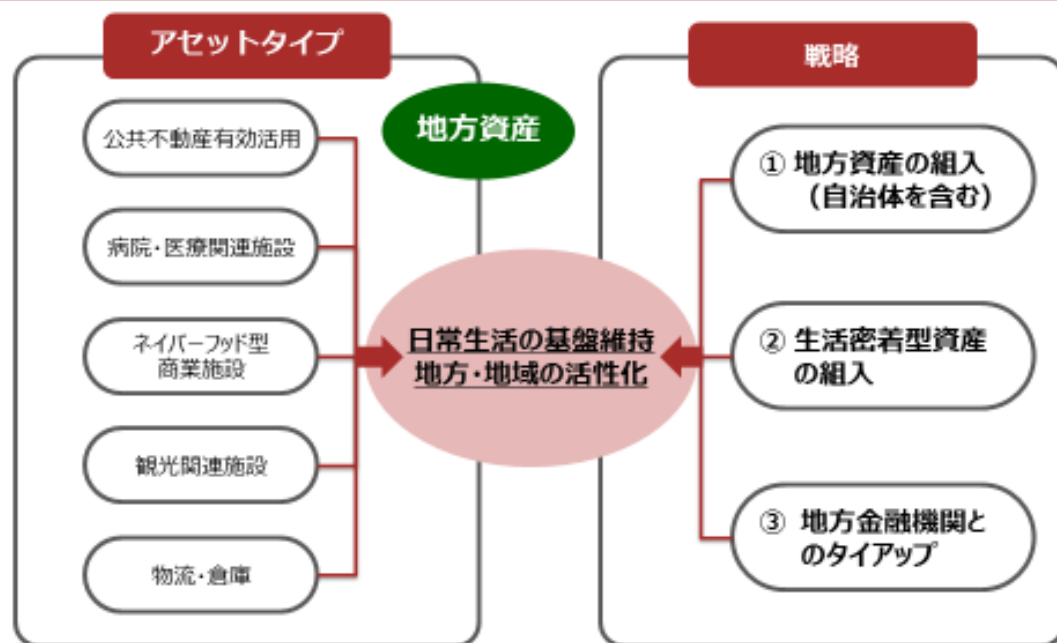 アセットタイプ
公共不動産有効活用
病院・医療関連施設
ネイバーフッド型
商業施設
観光関連施設
物流・倉庫
地方資産
日常生活の基盤維持
地方・地域の活性化
戦略
① 地方資産の組入
(自治体を含む)
② 生活密着型資産
の組入
③ 地方金融機関と
のタイアップ